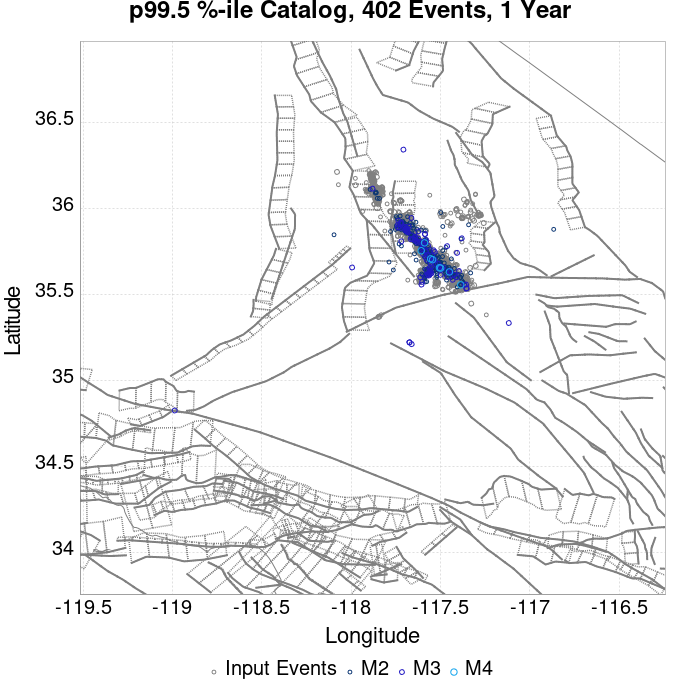 p99.5 %-ile Catalog, 402 Events, 1 Year
36.5
36
35.5
35
34.5
34
Latitude
-119.5 -119 -118.5 -118 -117.5 -117 -116.5
Longitude
Input Events M2 M3 M4